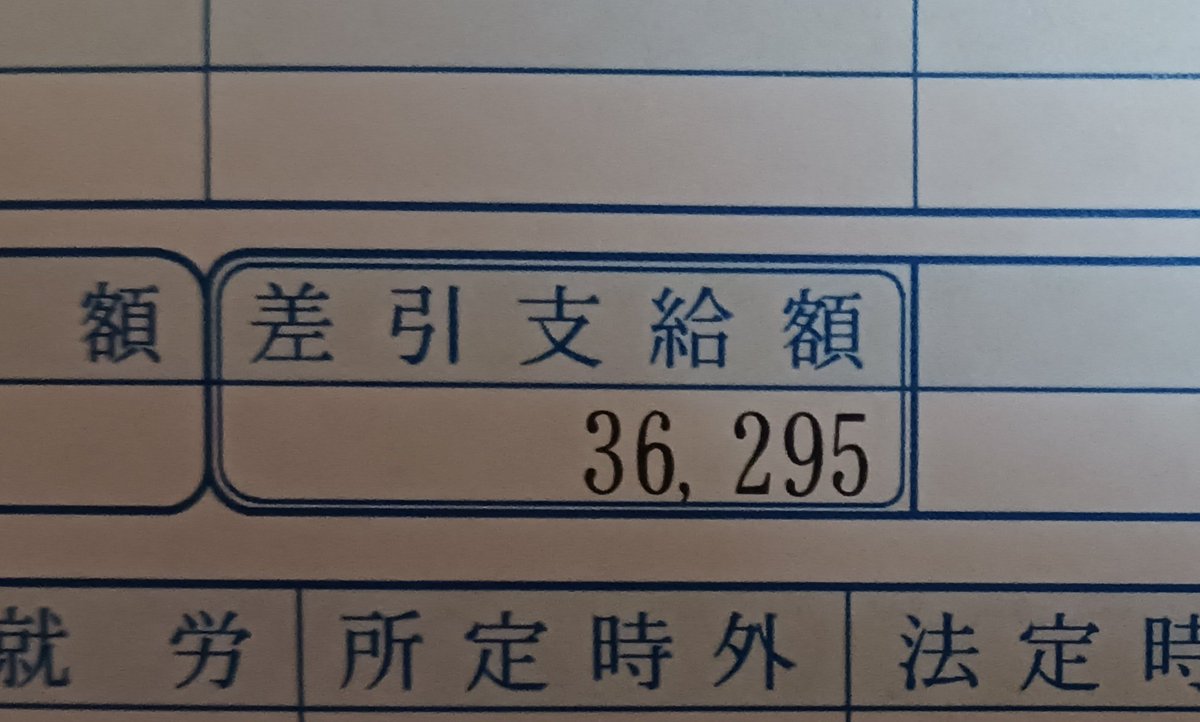 額 差引支給額
36,295
就労 所定時外 法定時